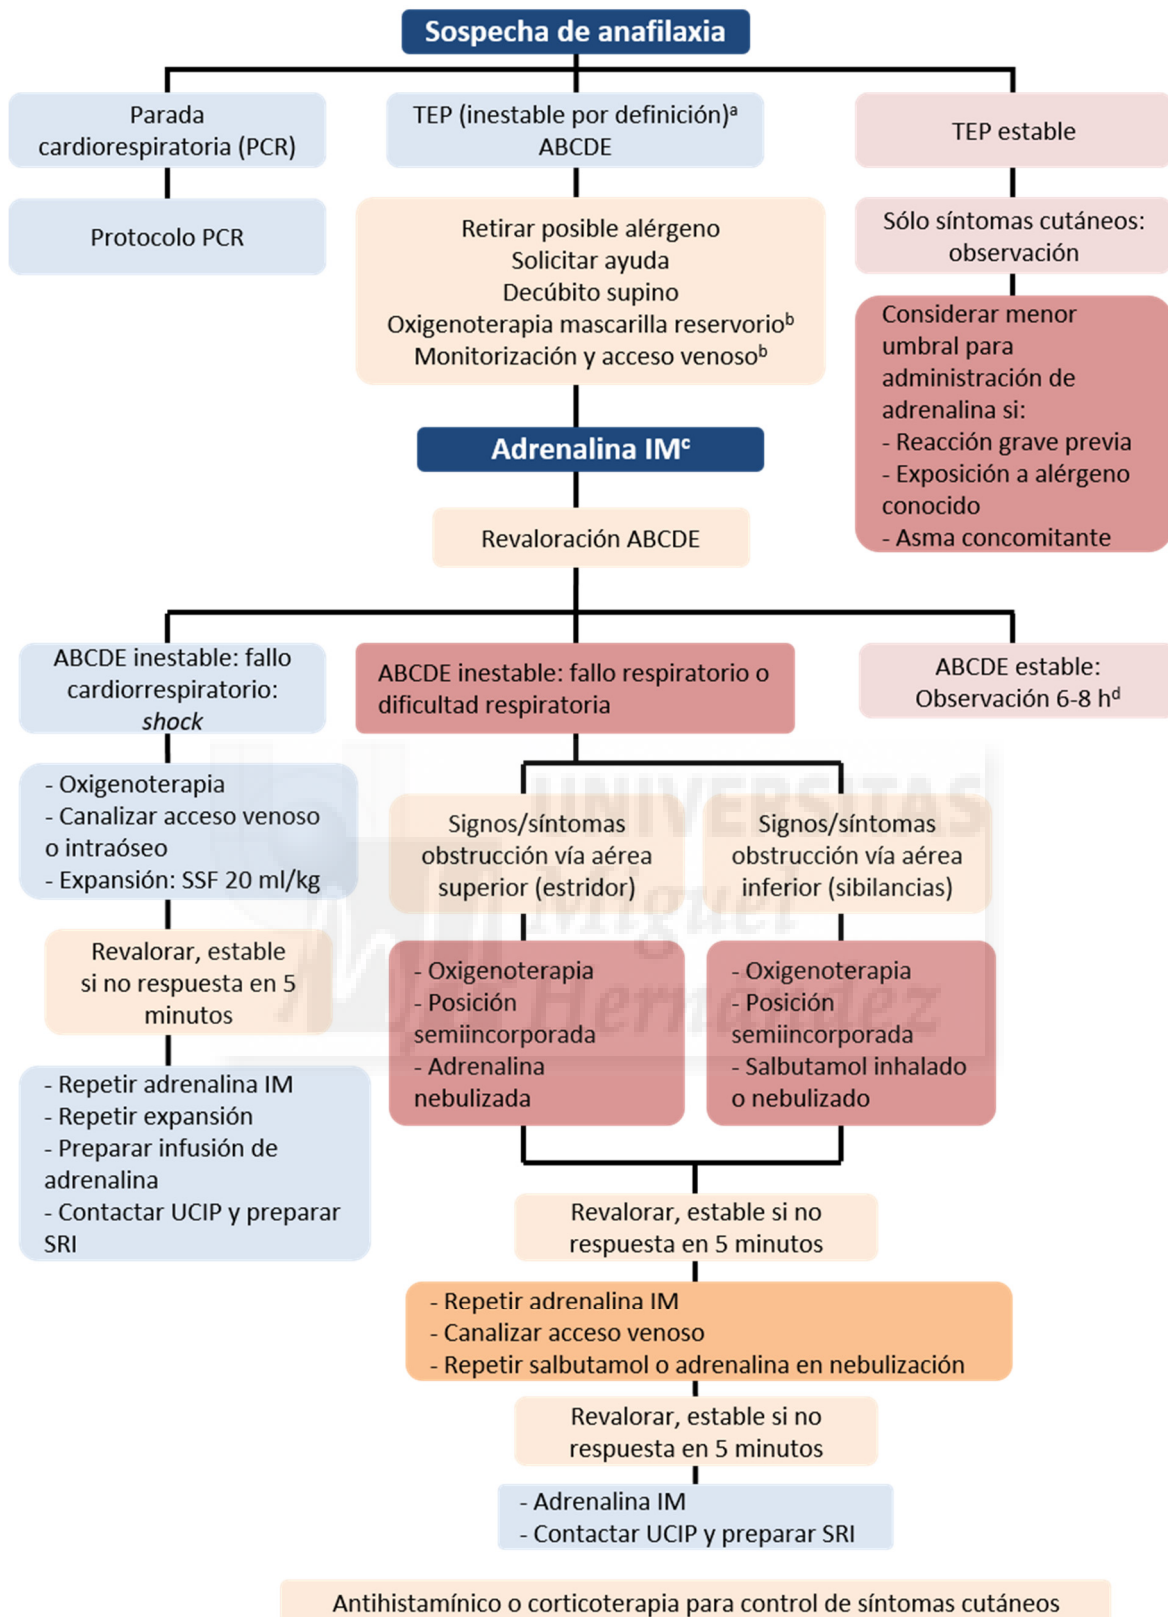 Sospecha de anafilaxia
Parada
cardiorespiratoria (PCR)
Protocolo PCR
TEP (inestable por definición)ᵃ
ABCDE
Retirar posible alérgeno
Solicitar ayuda
Decúbito supino
Oxigenoterapia mascarilla reservorioᵇ
Monitorización y acceso venosoᵇ
TEP estable
Sólo síntomas cutáneos:
observación
Considerar menor
umbral para
administración de
adrenalina si:
- Reacción grave previa
- Exposición a alérgeno
conocido
- Asma concomitante
Adrenalina IMᶜ
Revaloración ABCDE
ABCDE inestable: fallo
cardiorrespiratorio:
shock
- Oxigenoterapia
- Canalizar acceso venoso
o intraóseo
- Expansión: SSF 20 ml/kg
Revalorar, estable
si no respuesta en 5
minutos
- Repetir adrenalina IM
- Repetir expansión
- Preparar infusión de
adrenalina
- Contactar UCIP y preparar
SRI
ABCDE inestable: fallo respiratorio o
dificultad respiratoria
Signos/síntomas
obstrucción vía aérea
superior (estridor)
- Oxigenoterapia
- Posición
semiincorporada
- Adrenalina
nebulizada
Signos/síntomas
obstrucción vía aérea
inferior (sibilancias)
- Oxigenoterapia
- Posición
semiincorporada
- Salbutamol inhalado
o nebulizado
ABCDE estable:
Observación 6-8 hᵈ
Revalorar, estable si no
respuesta en 5 minutos
- Repetir adrenalina IM
- Canalizar acceso venoso
- Repetir salbutamol o adrenalina en nebulización
Revalorar, estable si no
respuesta en 5 minutos
- Adrenalina IM
- Contactar UCIP y preparar SRI
Antihistamínico o corticoterapia para control de síntomas cutáneos
UNIVERSITAS
Miguel
Hernández